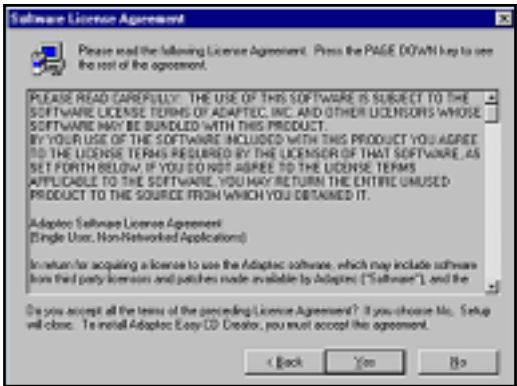 Software License Agreement
Please read the following License Agreement. Press the PAGE DOWN key to see
the rest of the agreement.
PLEASE READ CAREFULLY: THE USE OF THIS SOFTWARE IS SUBJECT TO THE
SOFTWARE LICENSE TERMS OF ADAPTEC, INC. AND OTHER LICENSORS WHOSE
SOFTWARE MAY BE BUNDLED WITH THIS PRODUCT.
BY YOUR USE OF THE SOFTWARE INCLUDED WITH THIS PRODUCT YOU AGREE
TO THE LICENSE TERMS REQUIRED BY THE LICENSOR OF THAT SOFTWARE, AS
SET FORTH BELOW. IF YOU DO NOT AGREE TO THE LICENSE TERMS
APPLICABLE TO THE SOFTWARE, YOU MAY RETURN THE ENTIRE UNUSED
PRODUCT TO THE SOURCE FROM WHICH YOU OBTAINED IT.
Adaptec Software License Agreement
(Single User, Non-Networked Applications)
In return for acquiring a license to use the Adaptec software, which may include software
from third party licensors and patches made available by Adaptec ("Software"), and the
Do you accept all the terms of the preceding License Agreement? If you choose No, Setup
will close. To install Adaptec Easy CD Creator, you must accept this agreement.
< Back
Yes
No